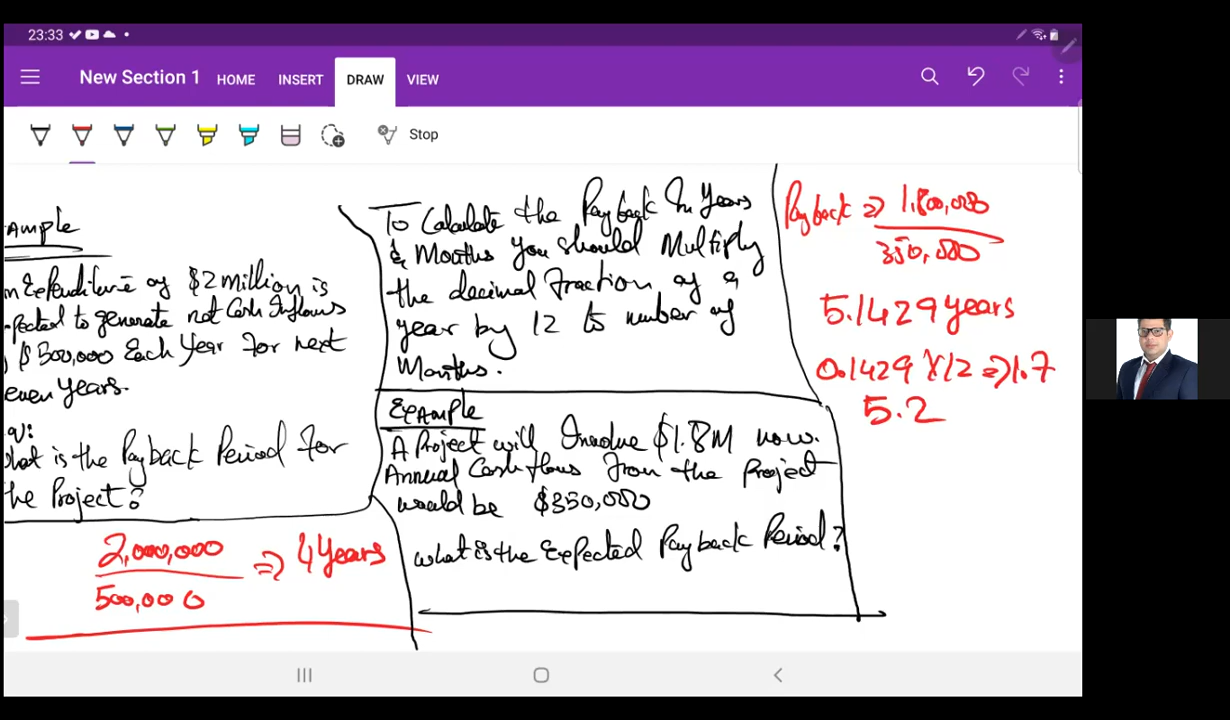 23:33
New Section 1 HOME INSERT DRAW VIEW
Stop
ample
n Expenditure of $2 million is
pected to generate net Cash Inflows
$500,000 Each Year For next
even Years.
hat is the Payback Period For
he Project?
2,000,000
500,000
=> 4 Years
To Calculate the Payback In Years
& Months You should Multiply
the decimal Fraction of a
year by 12 to number of
Months.
Example
A Project will Involve $1.8M now.
Annual Cash flows From the Project
would be $350,000
what is the Expected Payback Period?
Payback => 1,800,000
350,000
5.1429 years
0.1429 X 12 => 1.7
5.2